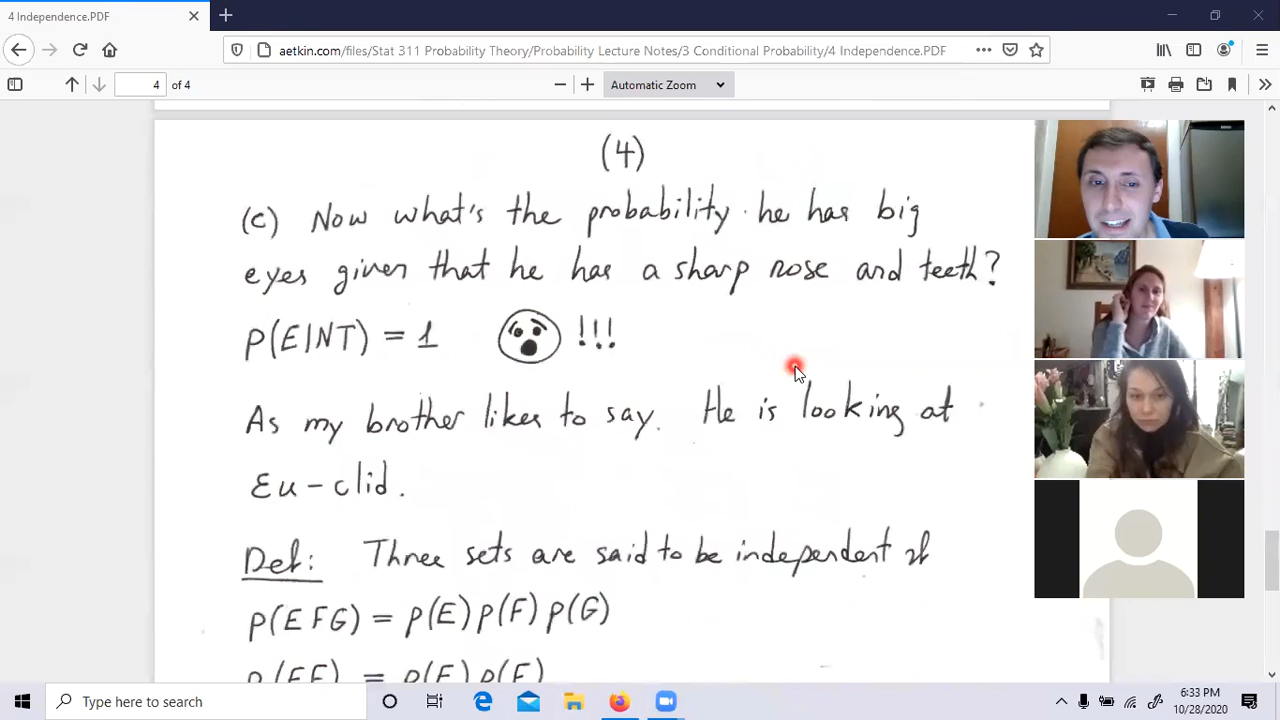 4 Independence.PDF
aetkin.com/files/Stat 311 Probability Theory/Probability Lecture Notes/3 Conditional Probability/4 Independence.PDF
4 of 4
Automatic Zoom
(4)
(c) Now what's the probability he has big
eyes given that he has a sharp nose and teeth?
P(E|NT) = 1 !!!
As my brother likes to say. He is looking at
Eu-clid.
Def: Three sets are said to be independent if
P(EFG) = P(E) P(F) P(G)
P(EF) = P(E) P(F)
Type here to search
6:33 PM
10/28/2020